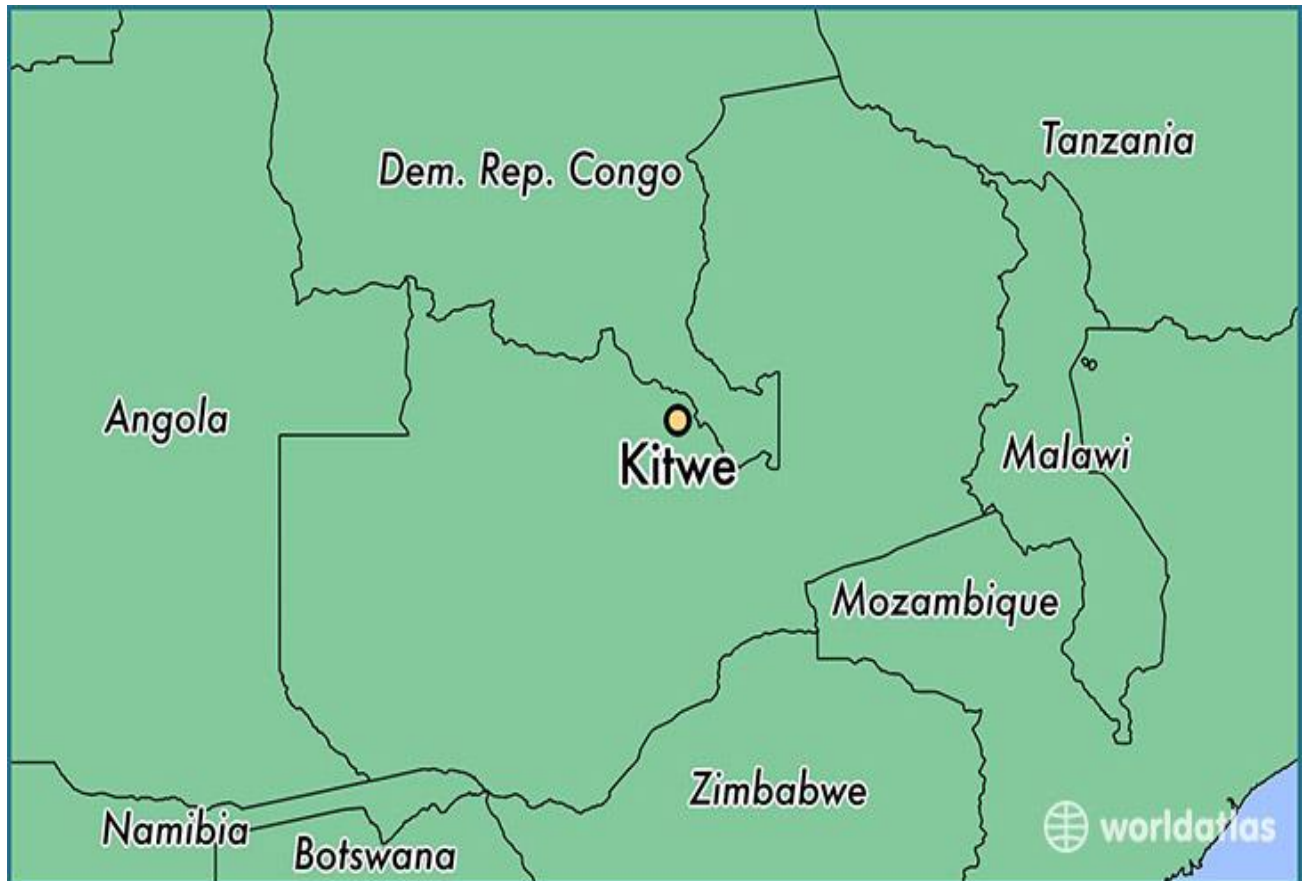 Tanzania
Dem. Rep. Congo
Angola
Kitwe
Malawi
Mozambique
Zimbabwe
Namibia
Botswana
worldatlas